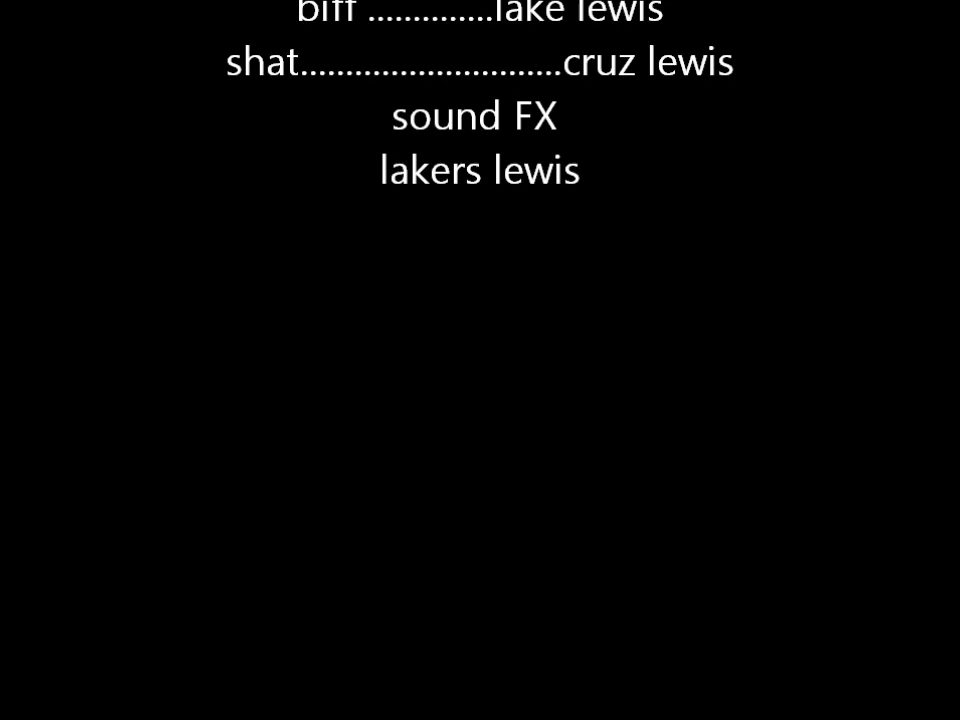 biff ..............lake lewis
shat.............................cruz lewis
sound FX
lakers lewis